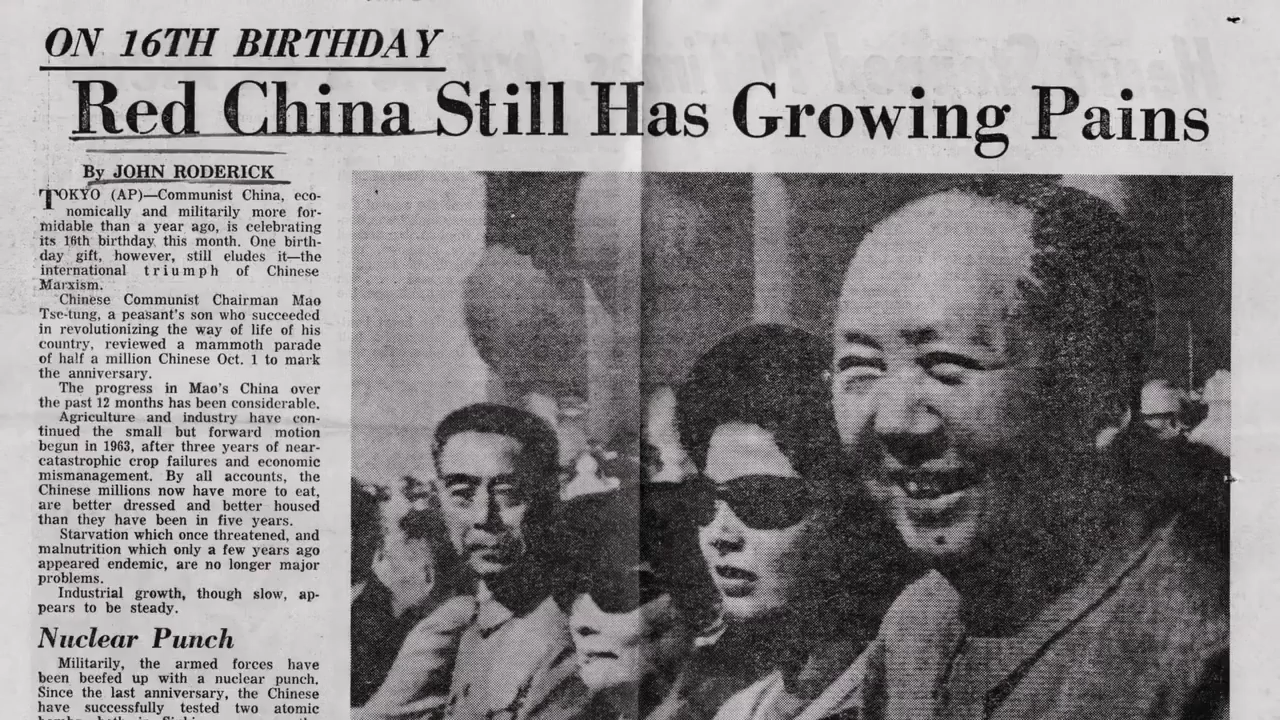 ON 16TH BIRTHDAY
Red China Still Has Growing Pains
By JOHN RODERICK
TOKYO (AP)—Communist China, eco-
nomically and militarily more for-
midable than a year ago, is celebrating
its 16th birthday this month. One birth-
day gift, however, still eludes it—the
international triumph of Chinese
Marxism.
Chinese Communist Chairman Mao
Tse-tung, a peasant's son who succeeded
in revolutionizing the way of life of his
country, reviewed a mammoth parade
of half a million Chinese Oct. 1 to mark
the anniversary.
The progress in Mao's China over
the past 12 months has been considerable.
Agriculture and industry have con-
tinued the small but forward motion
begun in 1963, after three years of near-
catastrophic crop failures and economic
mismanagement. By all accounts, the
Chinese millions now have more to eat,
are better dressed and better housed
than they have been in five years.
Starvation which once threatened, and
malnutrition which only a few years ago
appeared endemic, are no longer major
problems.
Industrial growth, though slow, ap-
pears to be steady.
Nuclear Punch
Militarily, the armed forces have
been beefed up with a nuclear punch.
Since the last anniversary, the Chinese
have successfully tested two atomic